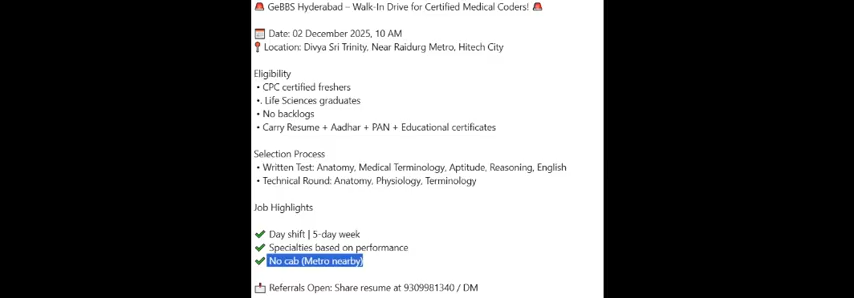 🚨 GeBBS Hyderabad – Walk-In Drive for Certified Medical Coders! 🚨
📅 Date: 02 December 2025, 10 AM
📍 Location: Divya Sri Trinity, Near Raidurg Metro, Hitech City
Eligibility
• CPC certified freshers
•. Life Sciences graduates
• No backlogs
• Carry Resume + Aadhar + PAN + Educational certificates
Selection Process
• Written Test: Anatomy, Medical Terminology, Aptitude, Reasoning, English
• Technical Round: Anatomy, Physiology, Terminology
Job Highlights
✔ Day shift | 5-day week
✔ Specialties based on performance
✔ No cab (Metro nearby)
📩 Referrals Open: Share resume at 9309981340 / DM